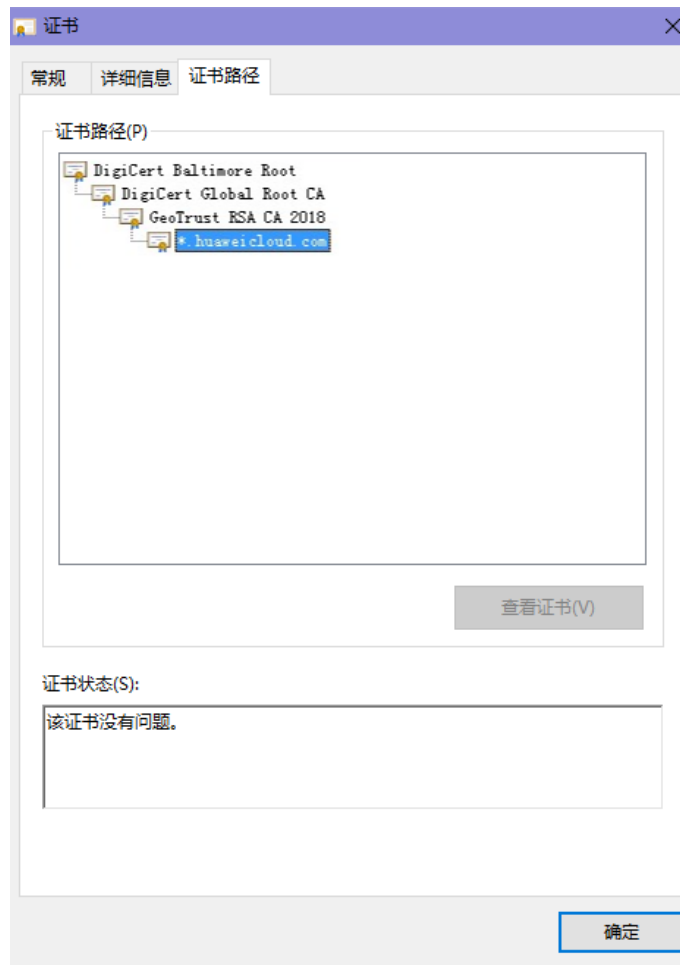 证书
常规 详细信息 证书路径
证书路径(P)
DigiCert Baltimore Root
DigiCert Global Root CA
GeoTrust RSA CA 2018
*.huaweicloud.com
查看证书(V)
证书状态(S):
该证书没有问题。
确定